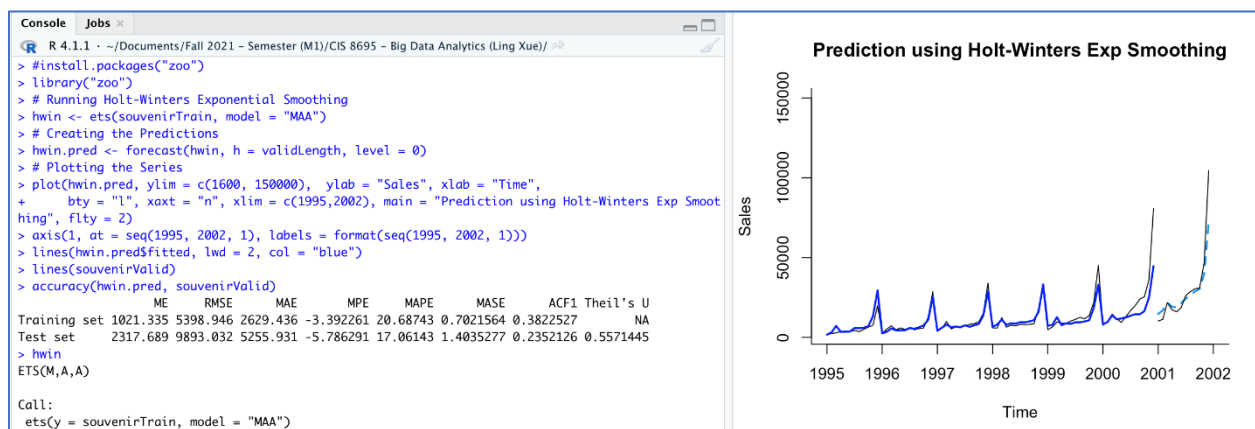 Console Jobs ×
R 4.1.1 · ~/Documents/Fall 2021 - Semester (M1)/CIS 8695 - Big Data Analytics (Ling Xue)/
> #install.packages("zoo")
> library("zoo")
> # Running Holt-Winters Exponential Smoothing
> hwin <- ets(souvenirTrain, model = "MAA")
> # Creating the Predictions
> hwin.pred <- forecast(hwin, h = validLength, level = 0)
> # Plotting the Series
> plot(hwin.pred, ylim = c(1600, 150000),  ylab = "Sales", xlab = "Time",
+      bty = "l", xaxt = "n", xlim = c(1995,2002), main = "Prediction using Holt-Winters Exp Smoot
hing", flty = 2)
> axis(1, at = seq(1995, 2002, 1), labels = format(seq(1995, 2002, 1)))
> lines(hwin.pred$fitted, lwd = 2, col = "blue")
> lines(souvenirValid)
> accuracy(hwin.pred, souvenirValid)
ME RMSE MAE MPE MAPE MASE ACF1 Theil's U
Training set 1021.335 5398.946 2629.436 -3.392261 20.68743 0.7021564 0.3822527 NA
Test set 2317.689 9893.032 5255.931 -5.786291 17.06143 1.4035277 0.2352126 0.5571445
> hwin
ETS(M,A,A)
Call:
ets(y = souvenirTrain, model = "MAA")
Prediction using Holt-Winters Exp Smoothing
Sales
150000
100000
50000
0
1995 1996 1997 1998 1999 2000 2001 2002
Time